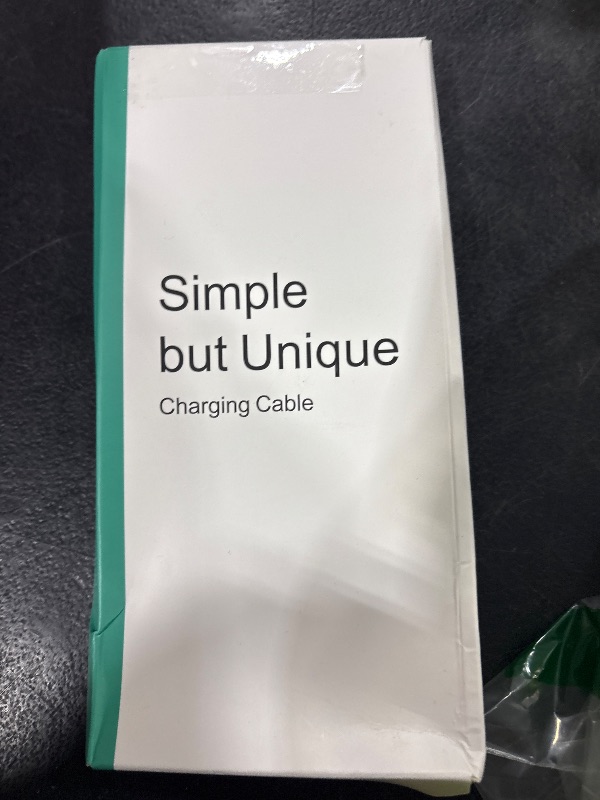 Simple
but Unique
Charging Cable